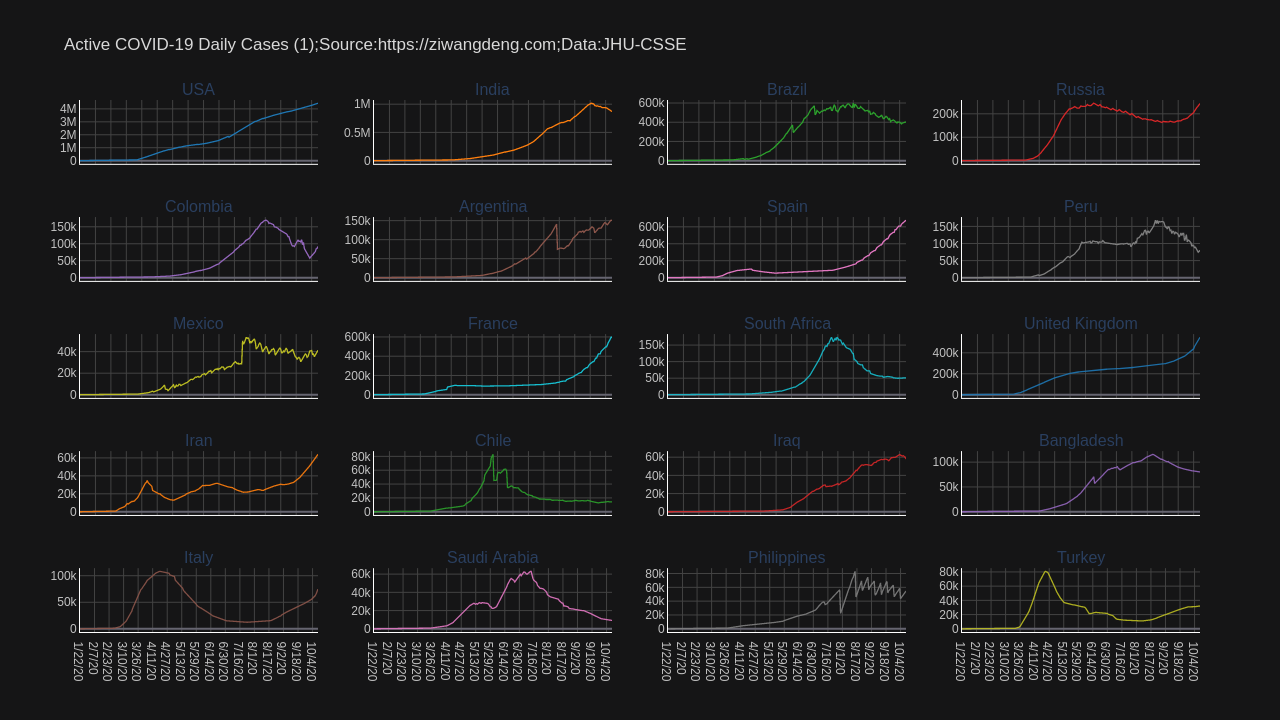 Active COVID-19 Daily Cases (1);Source:https://ziwangdeng.com;Data:JHU-CSSE
USA
India
Brazil
Russia
4M
3M
2M
1M
0
1M
0.5M
0
600k
400k
200k
0
200k
100k
0
Colombia
Argentina
Spain
Peru
150k
100k
50k
0
150k
100k
50k
0
600k
400k
200k
0
150k
100k
50k
0
Mexico
France
South Africa
United Kingdom
40k
20k
0
600k
400k
200k
0
150k
100k
50k
0
400k
200k
0
Iran
Chile
Iraq
Bangladesh
60k
40k
20k
0
80k
60k
40k
20k
0
60k
40k
20k
0
100k
50k
0
Italy
Saudi Arabia
Philippines
Turkey
100k
50k
0
60k
40k
20k
0
80k
60k
40k
20k
0
80k
60k
40k
20k
0
1/22/20
2/7/20
2/23/20
3/10/20
3/26/20
4/11/20
4/27/20
5/13/20
5/29/20
6/14/20
6/30/20
7/16/20
8/1/20
8/17/20
9/2/20
9/18/20
10/4/20
1/22/20
2/7/20
2/23/20
3/10/20
3/26/20
4/11/20
4/27/20
5/13/20
5/29/20
6/14/20
6/30/20
7/16/20
8/1/20
8/17/20
9/2/20
9/18/20
10/4/20
1/22/20
2/7/20
2/23/20
3/10/20
3/26/20
4/11/20
4/27/20
5/13/20
5/29/20
6/14/20
6/30/20
7/16/20
8/1/20
8/17/20
9/2/20
9/18/20
10/4/20
1/22/20
2/7/20
2/23/20
3/10/20
3/26/20
4/11/20
4/27/20
5/13/20
5/29/20
6/14/20
6/30/20
7/16/20
8/1/20
8/17/20
9/2/20
9/18/20
10/4/20